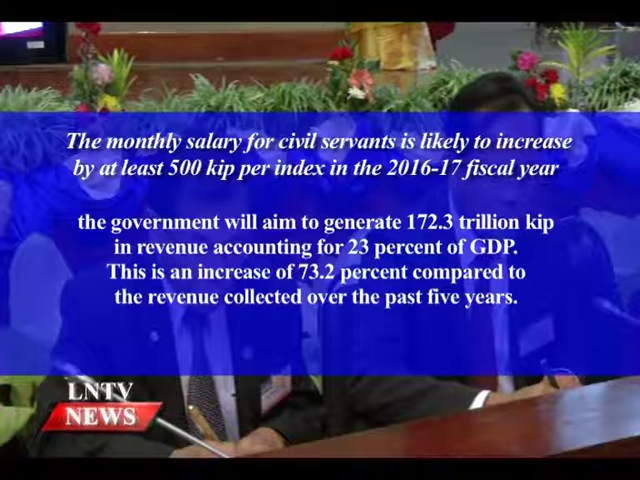 The monthly salary for civil servants is likely to increase
by at least 500 kip per index in the 2016-17 fiscal year
the government will aim to generate 172.3 trillion kip
in revenue accounting for 23 percent of GDP.
This is an increase of 73.2 percent compared to
the revenue collected over the past five years.
LNTV
NEWS